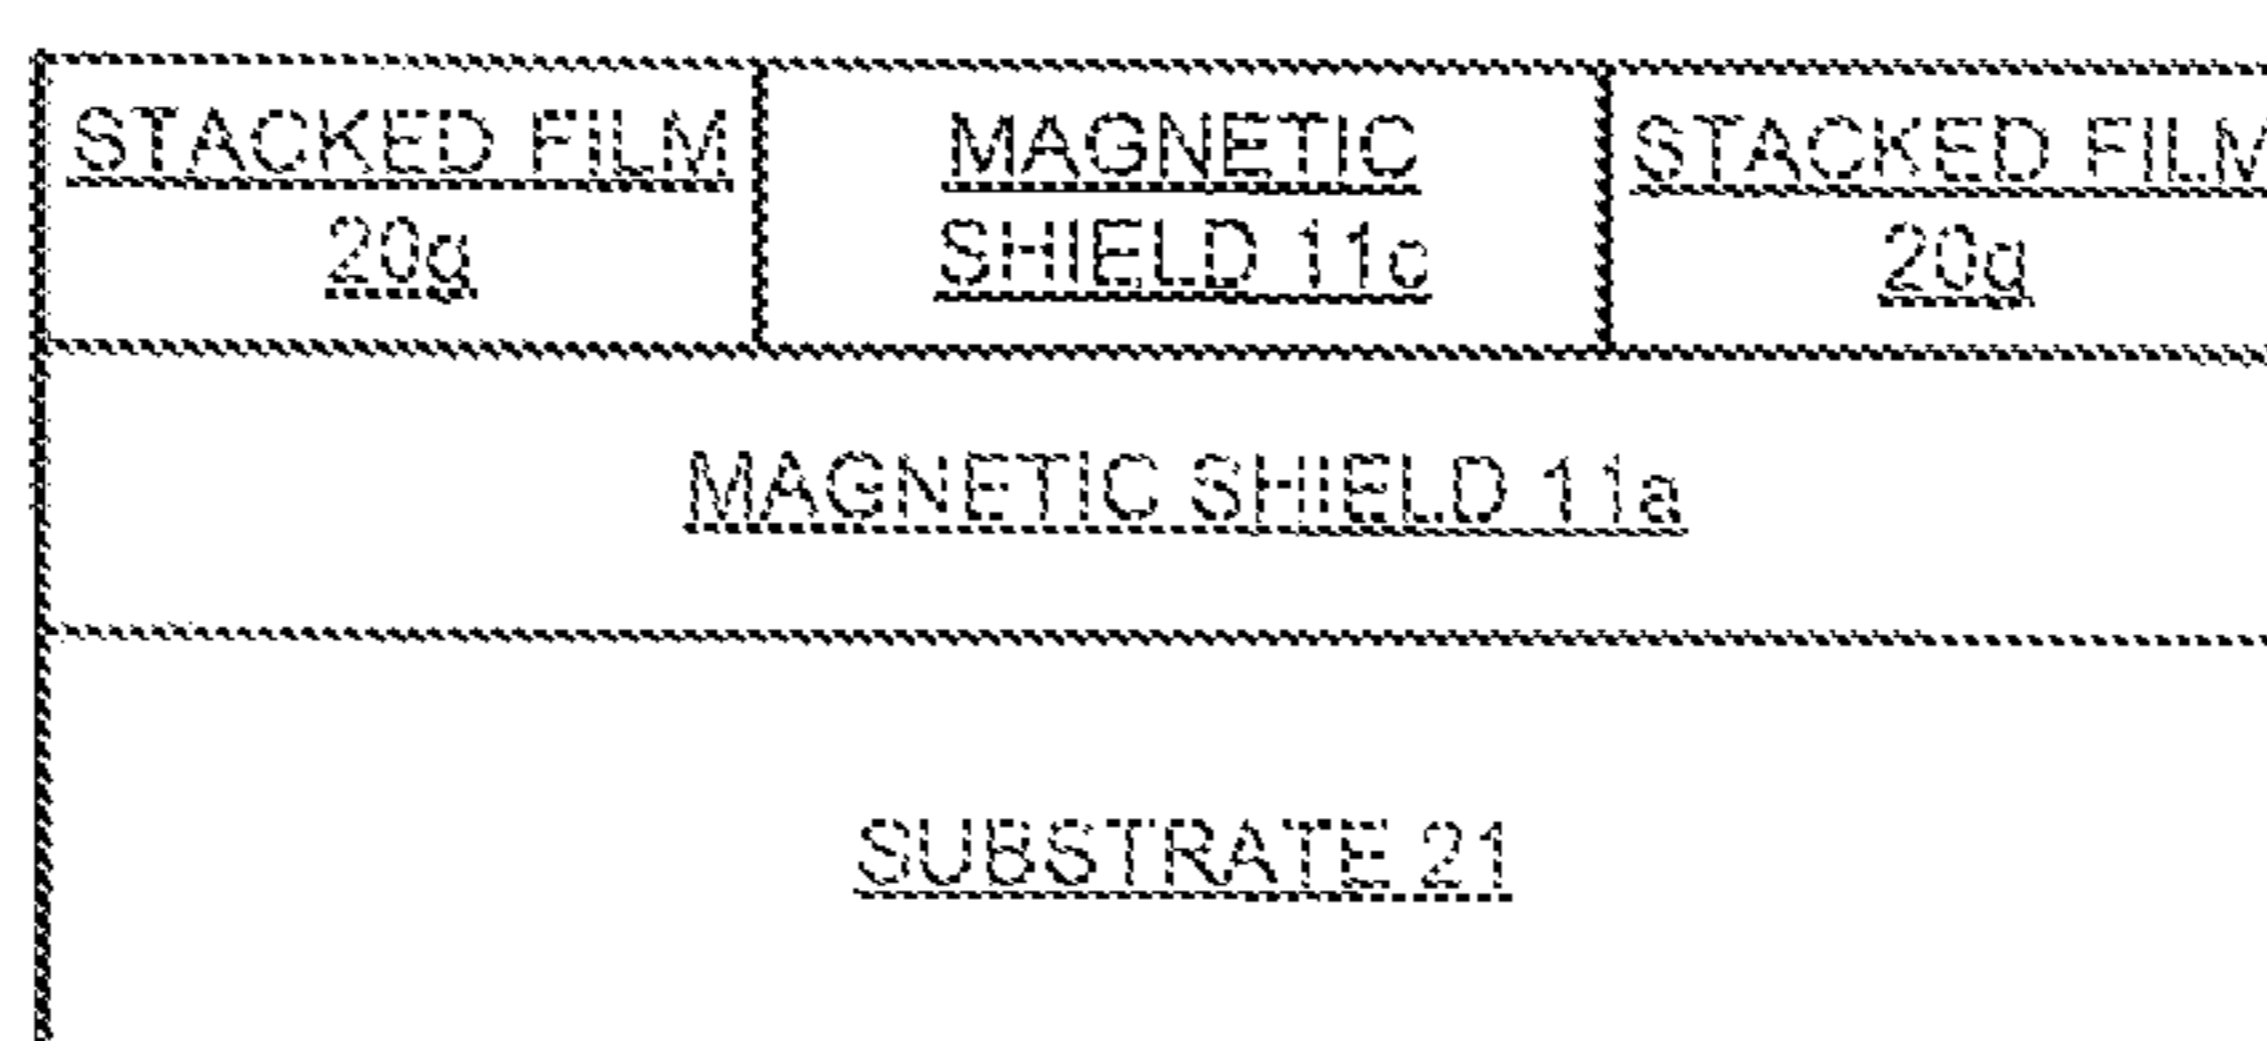 STACKED FILM
20g
MAGNETIC
SHIELD 11c
STACKED FILM
20g
MAGNETIC SHIELD 11a
SUBSTRATE 21